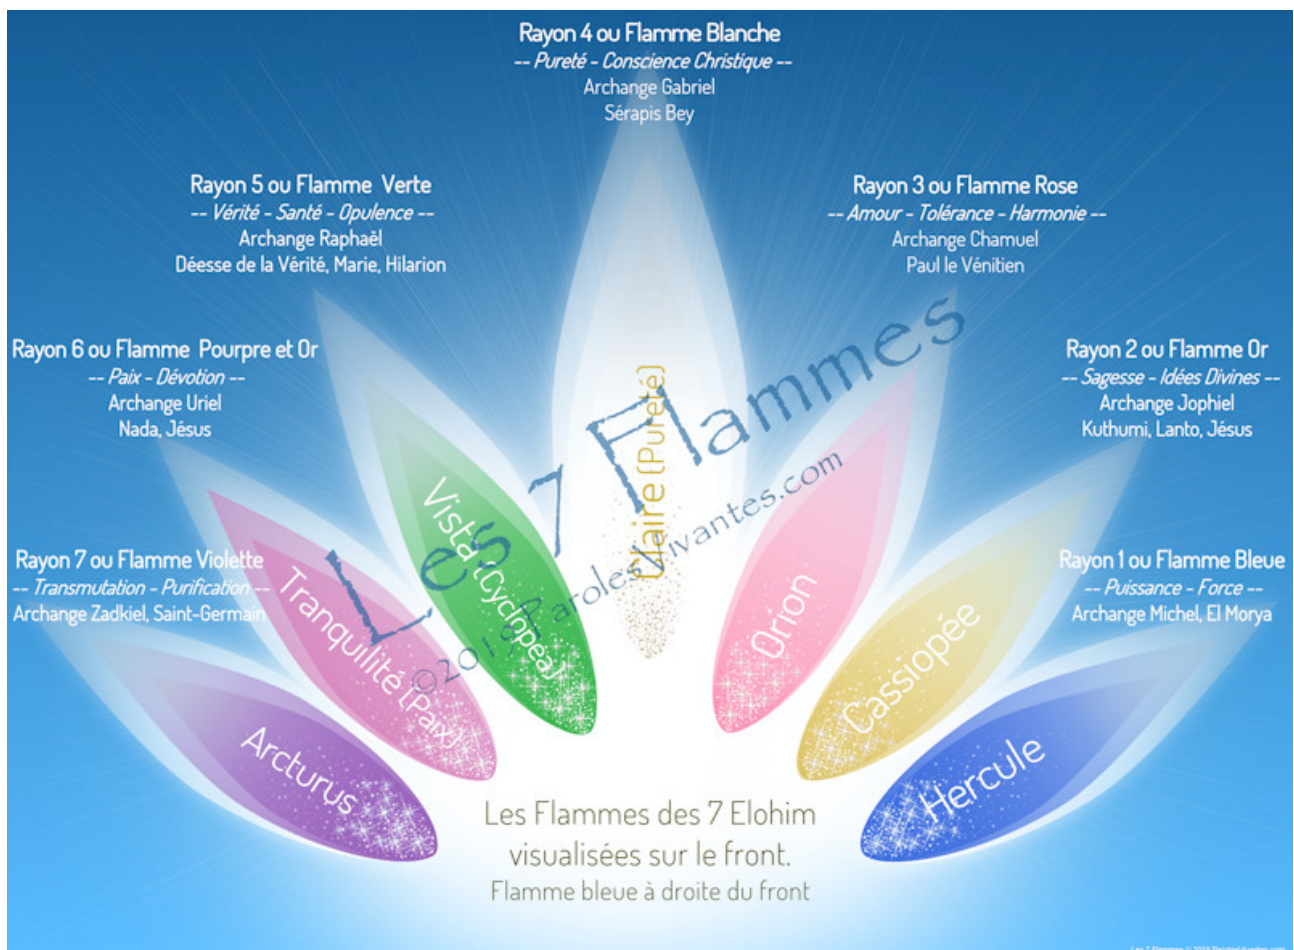 Rayon 4 ou Flamme Blanche
-- Pureté - Conscience Christique --
Archange Gabriel
Sérapis Bey
Rayon 5 ou Flamme Verte
-- Vérité - Santé - Opulence --
Archange Raphaël
Déesse de la Vérité, Marie, Hilarion
Rayon 3 ou Flamme Rose
-- Amour - Tolérance - Harmonie --
Archange Chamuel
Paul le Vénitien
Rayon 6 ou Flamme Pourpre et Or
-- Paix - Dévotion --
Archange Uriel
Nada, Jésus
Rayon 2 ou Flamme Or
-- Sagesse - Idées Divines --
Archange Jophiel
Kuthumi, Lanto, Jésus
Rayon 7 ou Flamme Violette
-- Transmutation - Purification --
Archange Zadkiel, Saint-Germain
Rayon 1 ou Flamme Bleue
-- Puissance - Force --
Archange Michel, El Morya
Arcturus
Tranquilité (Paix)
Vista (Cyclopea)
Claire (Pureté)
Orion
Cassiopée
Hercule
Les 7 Flammes
©2019 ParolesVivantes.com
Les Flammes des 7 Elohim
visualisées sur le front.
Flamme bleue à droite du front